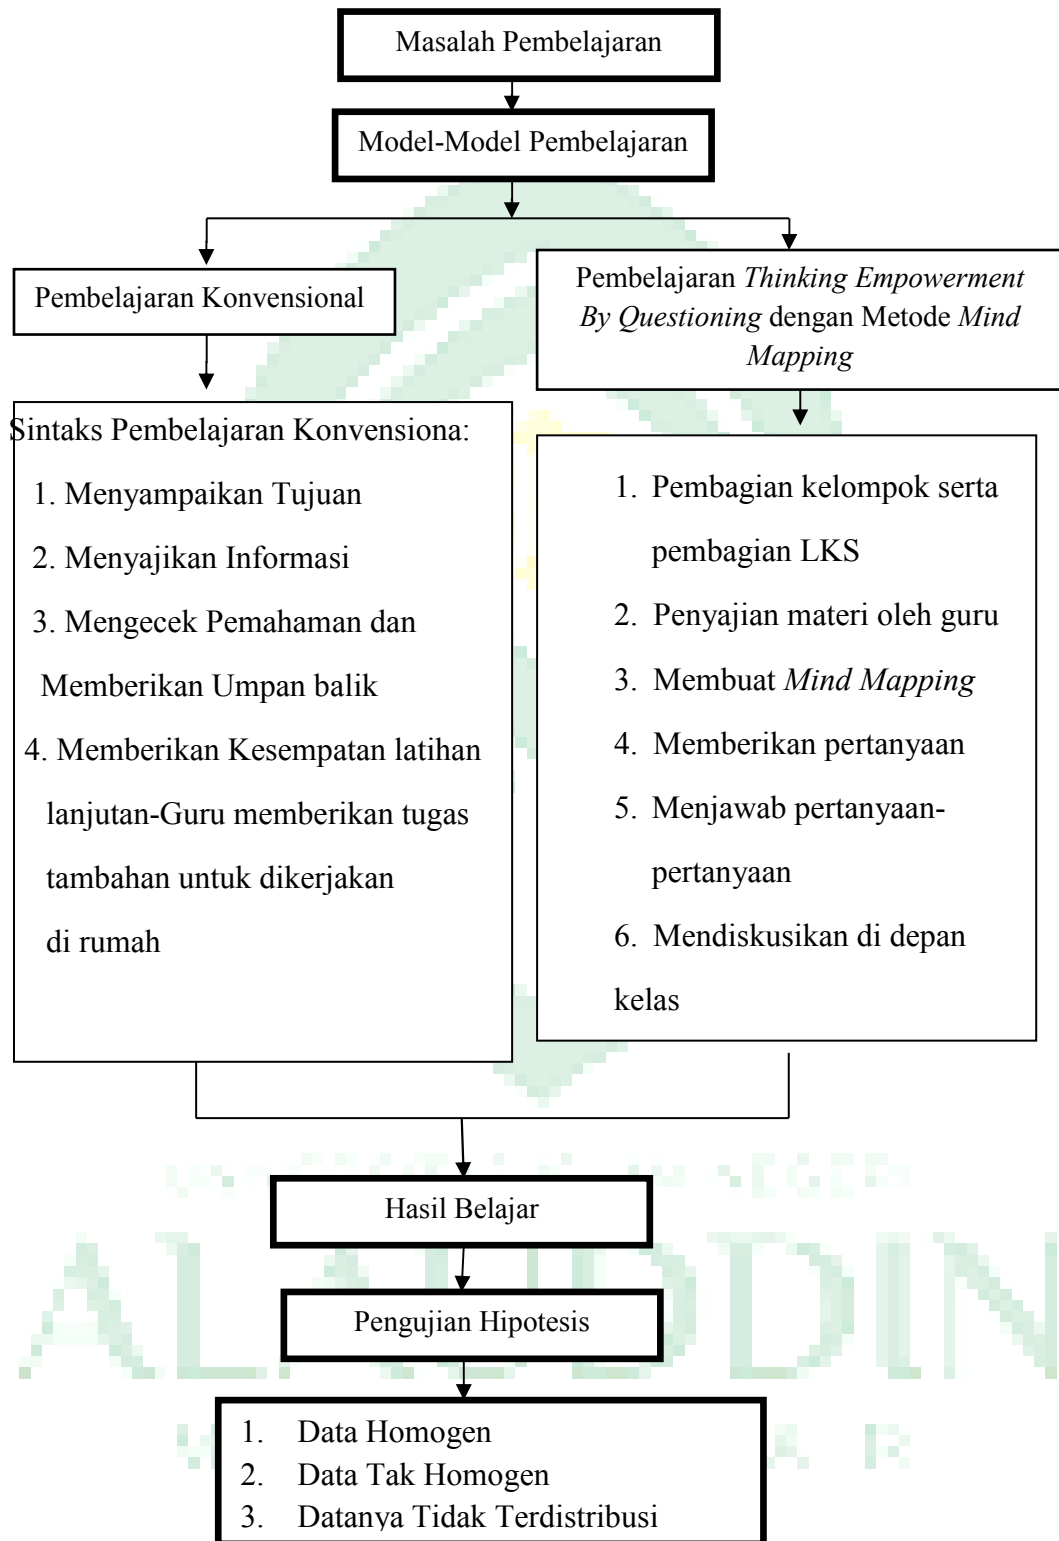 Masalah Pembelajaran
Model-Model Pembelajaran
Pembelajaran Konvensional
Pembelajaran Thinking Empowerment
By Questioning dengan Metode Mind
Mapping
Sintaks Pembelajaran Konvensiona:
1. Menyampaikan Tujuan
2. Menyajikan Informasi
3. Mengecek Pemahaman dan
Memberikan Umpan balik
4. Memberikan Kesempatan latihan
lanjutan-Guru memberikan tugas
tambahan untuk dikerjakan
di rumah
1. Pembagian kelompok serta
pembagian LKS
2. Penyajian materi oleh guru
3. Membuat Mind Mapping
4. Memberikan pertanyaan
5. Menjawab pertanyaan-
pertanyaan
6. Mendiskusikan di depan
kelas
Hasil Belajar
Pengujian Hipotesis
ALAUDDIN
1. Data Homogen
2. Data Tak Homogen
3. Datanya Tidak Terdistribusi